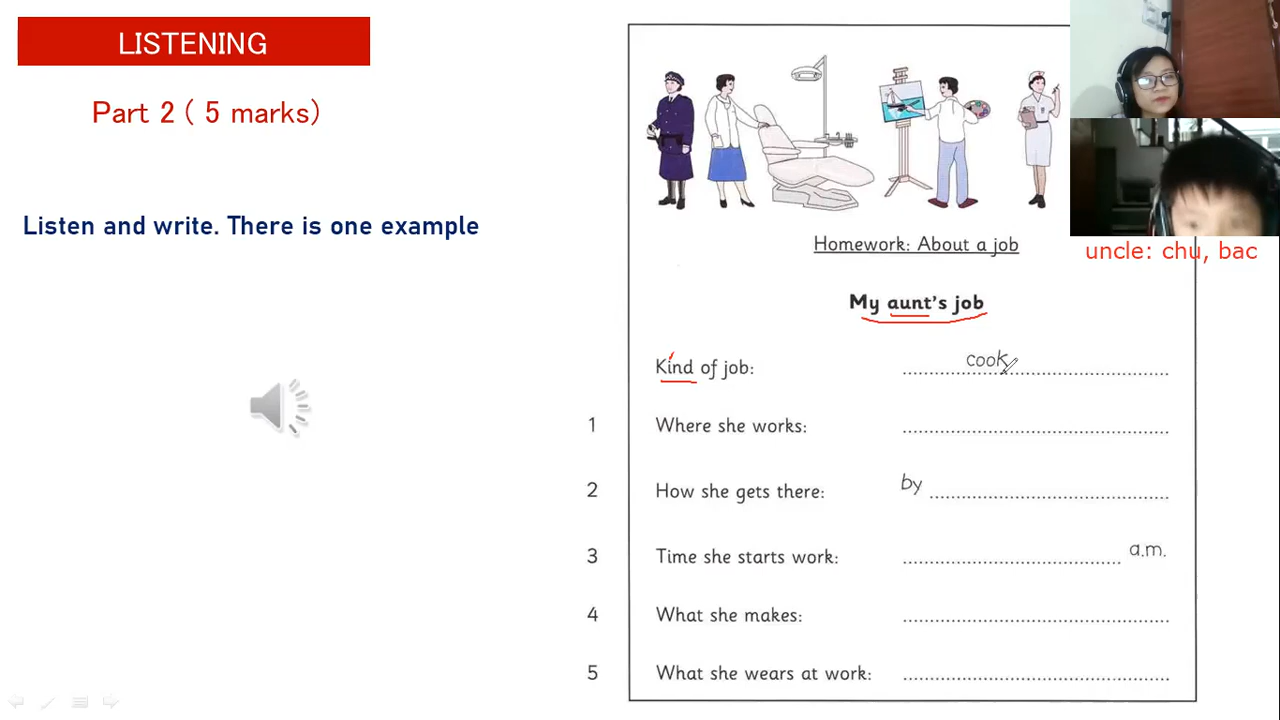 LISTENING
Part 2 ( 5 marks)
Listen and write. There is one example
Homework: About a job
uncle: chu, bac
My aunt's job
Kind of job: cook
1 Where she works:
2 How she gets there: by
3 Time she starts work: a.m.
4 What she makes:
5 What she wears at work: